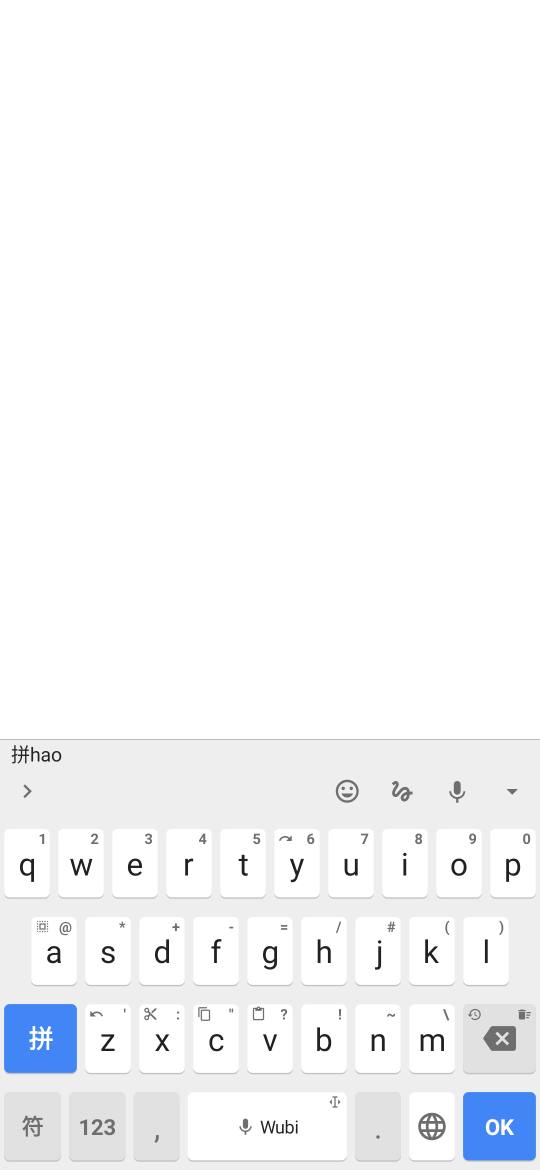 拼hao
1 2 3 4 5 6 7 8 9 0
q w e r t y u i o p
@ * + - = / # ( )
a s d f g h j k l
' : " ? ! ~ \
拼 z x c v b n m
符 123 , Wubi . OK